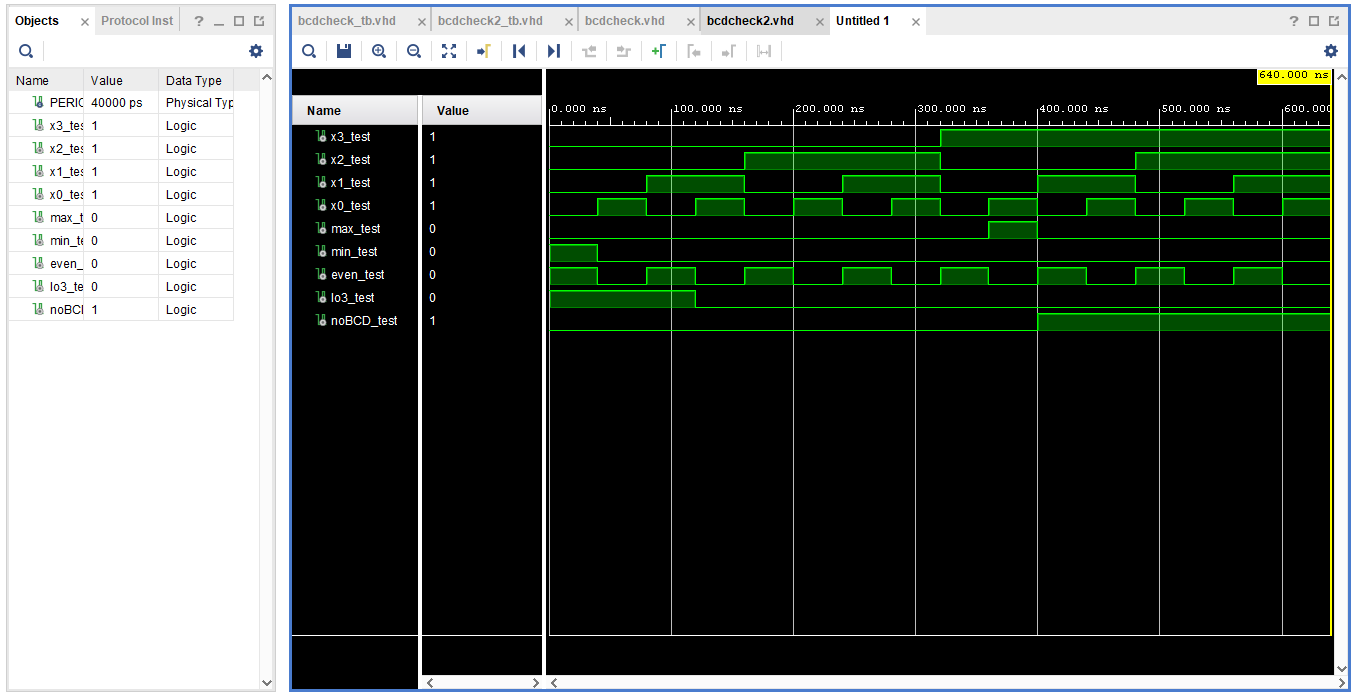 Objects
Protocol Inst
Name Value Data Type
PERIC 40000 ps Physical Typ
x3_tes 1 Logic
x2_tes 1 Logic
x1_tes 1 Logic
x0_tes 1 Logic
max_t 0 Logic
min_te 0 Logic
even_ 0 Logic
lo3_te 0 Logic
noBCI 1 Logic
bcdcheck_tb.vhd
bcdcheck2_tb.vhd
bcdcheck.vhd
bcdcheck2.vhd
Untitled 1
640.000 ns
Name Value
0.000 ns 100.000 ns 200.000 ns 300.000 ns 400.000 ns 500.000 ns 600.000
x3_test 1
x2_test 1
x1_test 1
x0_test 1
max_test 0
min_test 0
even_test 0
lo3_test 0
noBCD_test 1